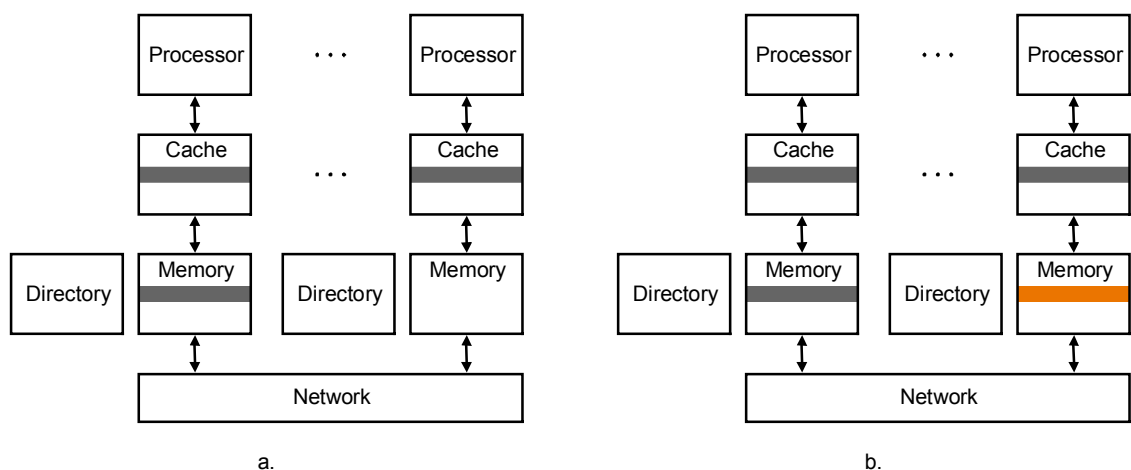 Processor . . . Processor
Cache
. . .
Cache
Directory
Memory
Directory
Memory
Network
a.
Processor . . . Processor
Cache
. . .
Cache
Directory
Memory
Directory
Memory
Network
b.